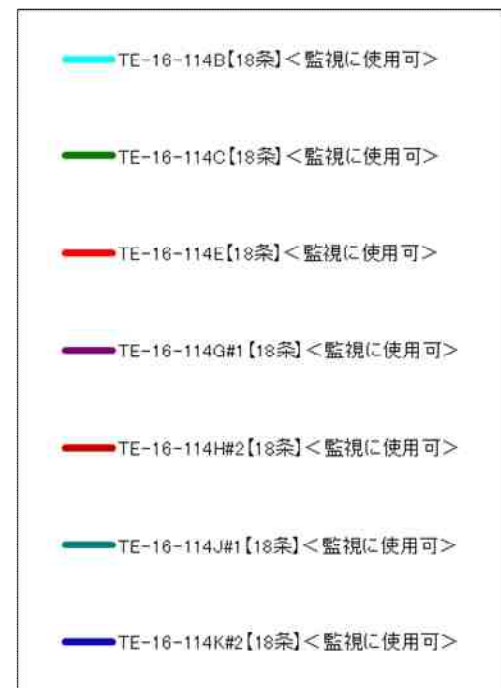 TE-16-114B【18条】＜監視に使用可＞
TE-16-114C【18条】＜監視に使用可＞
TE-16-114E【18条】＜監視に使用可＞
TE-16-114G#1【18条】＜監視に使用可＞
TE-16-114H#2【18条】＜監視に使用可＞
TE-16-114J#1【18条】＜監視に使用可＞
TE-16-114K#2【18条】＜監視に使用可＞